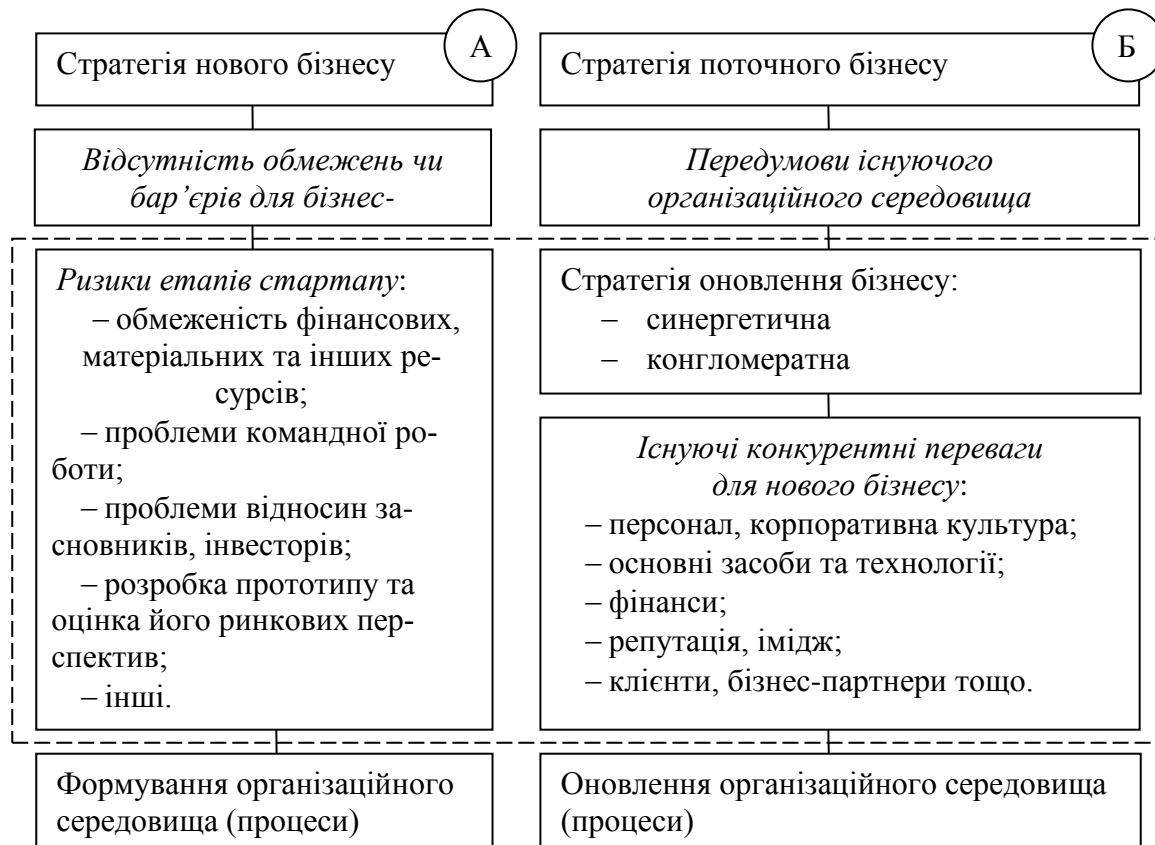 А
Стратегія нового бізнесу
Відсутність обмежень чи
бар’єрів для бізнес-
Ризики етапів стартапу:
– обмеженість фінансових,
матеріальних та інших ре-
сурсів;
– проблеми командної ро-
боти;
– проблеми відносин за-
сновників, інвесторів;
– розробка прототипу та
оцінка його ринкових пер-
спектив;
– інші.
Формування організаційного
середовища (процеси)
Б
Стратегія поточного бізнесу
Передумови існуючого
організаційного середовища
Стратегія оновлення бізнесу:
– синергетична
– конгломератна
Існуючі конкурентні переваги
для нового бізнесу:
– персонал, корпоративна культура;
– основні засоби та технології;
– фінанси;
– репутація, імідж;
– клієнти, бізнес-партнери тощо.
Оновлення організаційного середовища
(процеси)